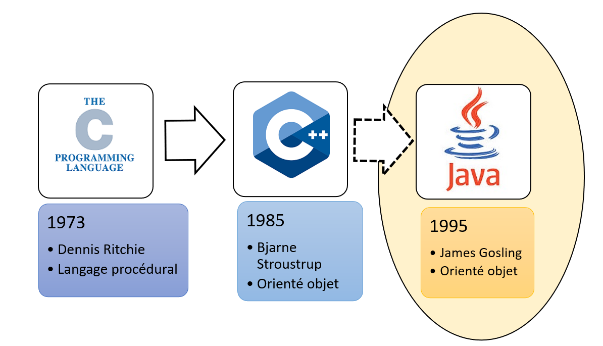 THE
C
PROGRAMMING
LANGUAGE
C++
Java
1973
• Dennis Ritchie
• Langage procédural
1985
• Bjarne
Stroustrup
• Orienté objet
1995
• James Gosling
• Orienté objet